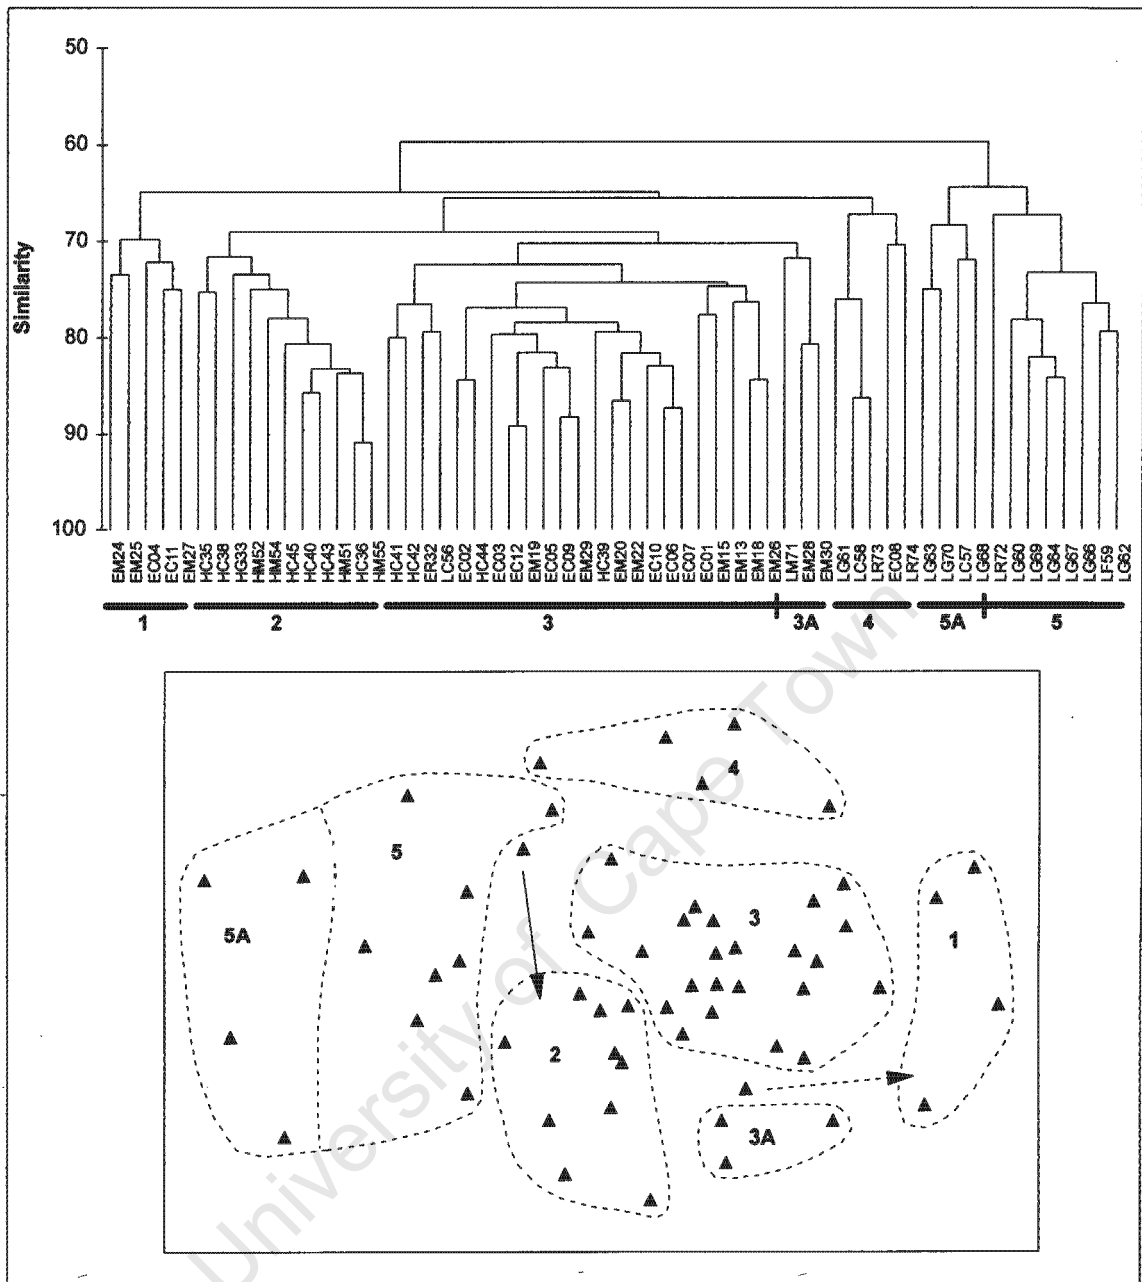 50
60
70
80
90
100
Similarity
EM24
EM25
EC04
EC11
EM27
HC35
HC38
HG33
HM52
HM54
HC45
HC40
HC43
HM51
HC36
HM55
HC41
HC42
ER32
LC56
EC02
HC44
EC03
EC12
EM19
EC05
EC09
EM29
HC39
EM20
EM22
EC10
EC06
EC07
EC01
EM15
EM13
EM18
EM26
LM71
EM28
EM30
LG61
LC58
LR73
EC08
LR74
LG63
LG70
LC57
LG68
LR72
LG60
LG69
LG64
LG67
LG66
LF59
LG62
1 2 3 3A 4 5A 5
4
5
3
5A
1
2
3A
University of Cape Town